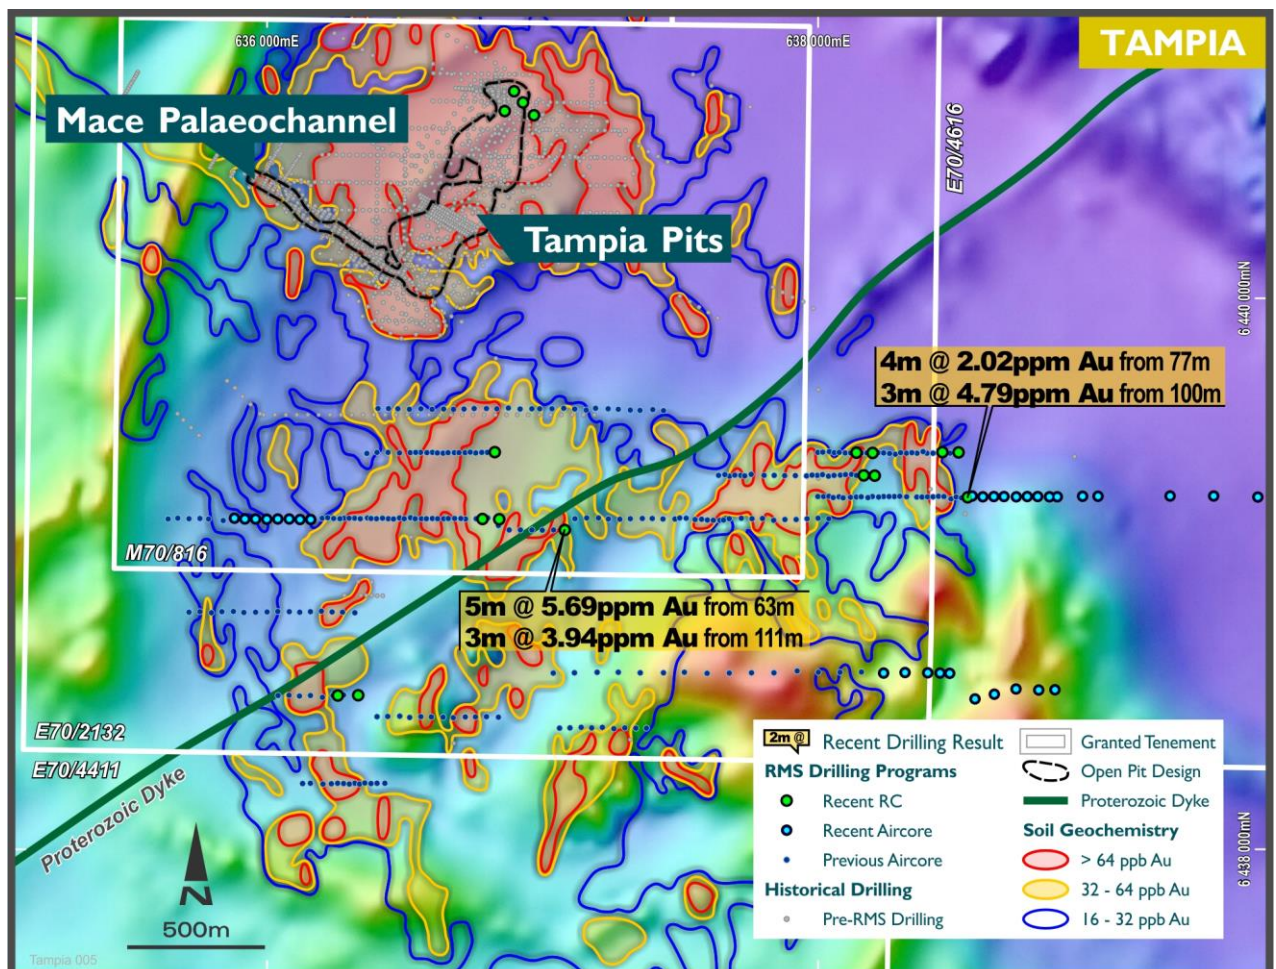 TAMPIA
636 000mE
638 000mE
Mace Palaeochannel
E70/4616
Tampia Pits
6 440 000mN
4m @ 2.02ppm Au from 77m
3m @ 4.79ppm Au from 100m
M70/816
5m @ 5.69ppm Au from 63m
3m @ 3.94ppm Au from 111m
E70/2132
E70/4411
Proterozoic Dyke
6 438 000mN
N
500m
Tampia 005
2m @ Recent Drilling Result
RMS Drilling Programs
Recent RC
Recent Aircore
Previous Aircore
Historical Drilling
Pre-RMS Drilling
Granted Tenement
Open Pit Design
Proterozoic Dyke
Soil Geochemistry
> 64 ppb Au
32 - 64 ppb Au
16 - 32 ppb Au